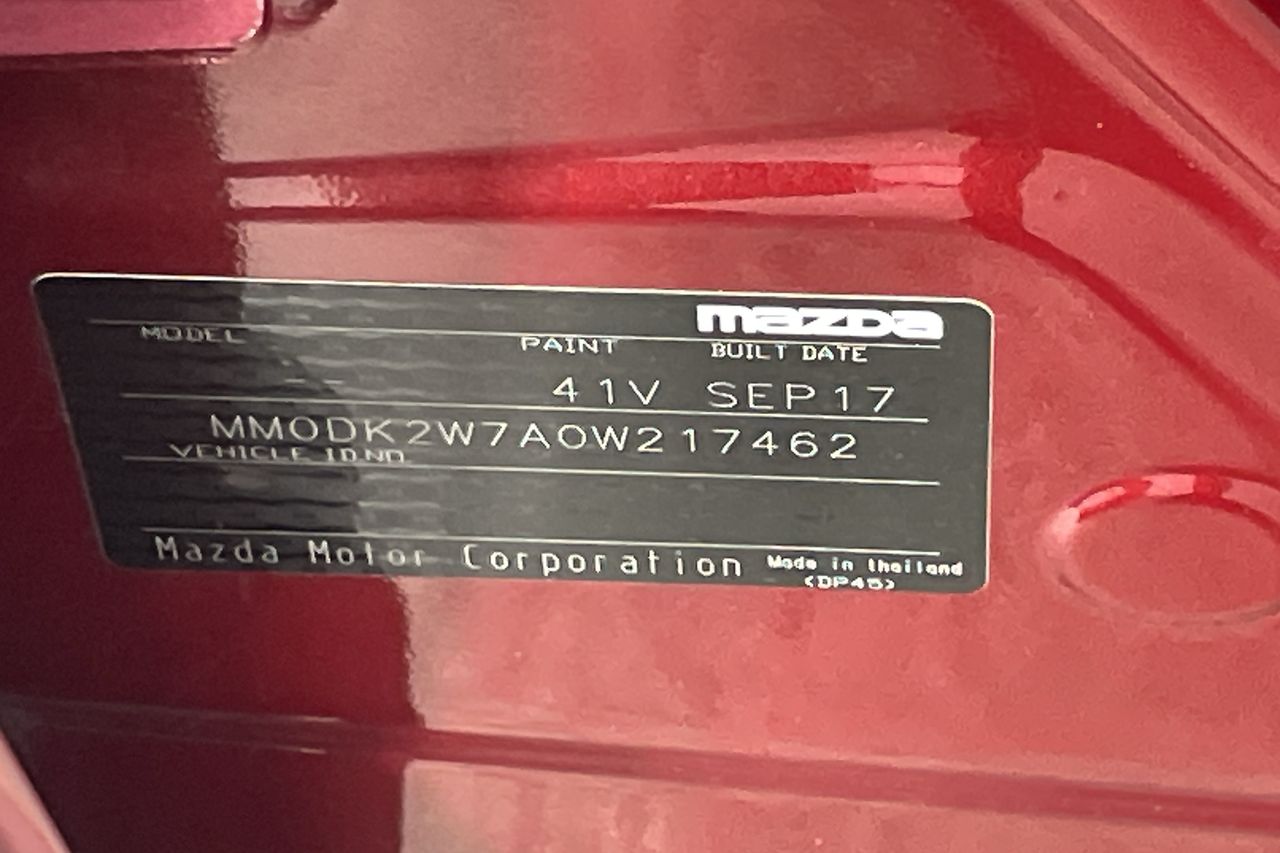 mazda
MODEL PAINT BUILT DATE
41V SEP17
MM0DK2W7A0W217462
VEHICLE ID.NO.
Mazda Motor Corporation Made in thailand
(DP45)